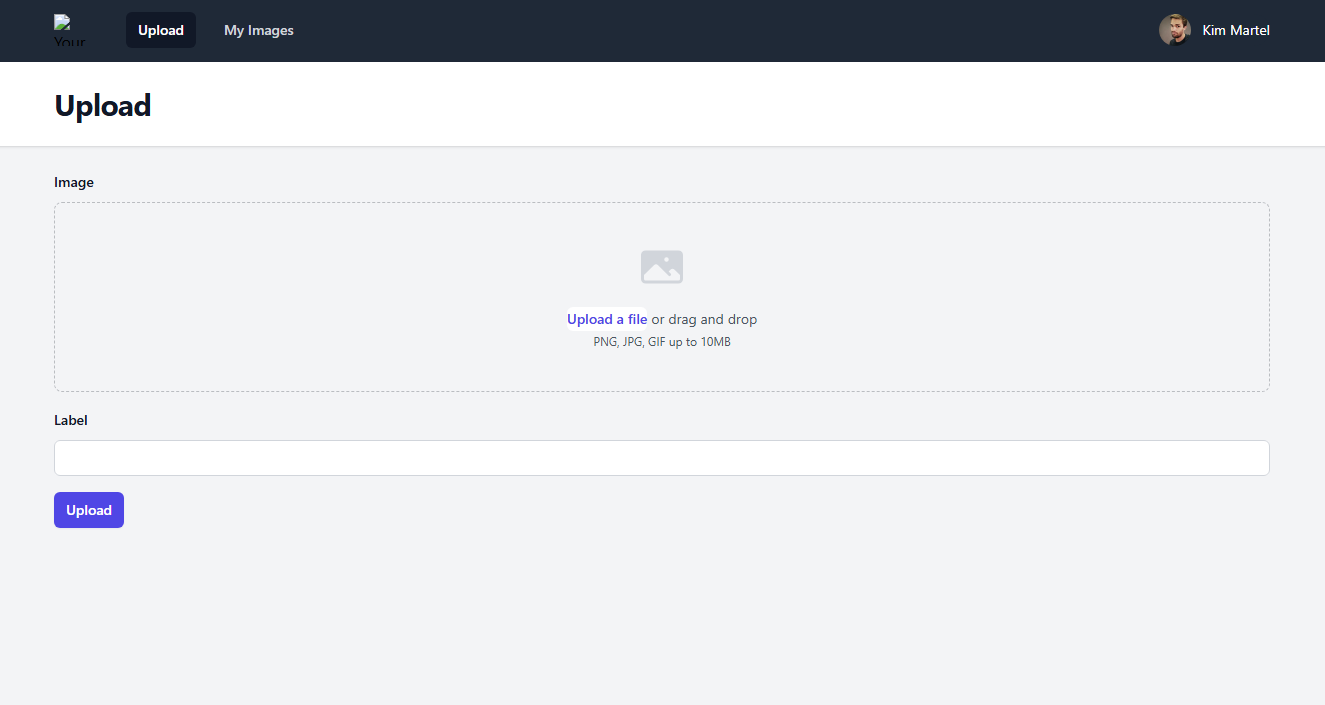 Your
Upload
My Images
Kim Martel
Upload
Image
Upload a file or drag and drop
PNG, JPG, GIF up to 10MB
Label
Upload